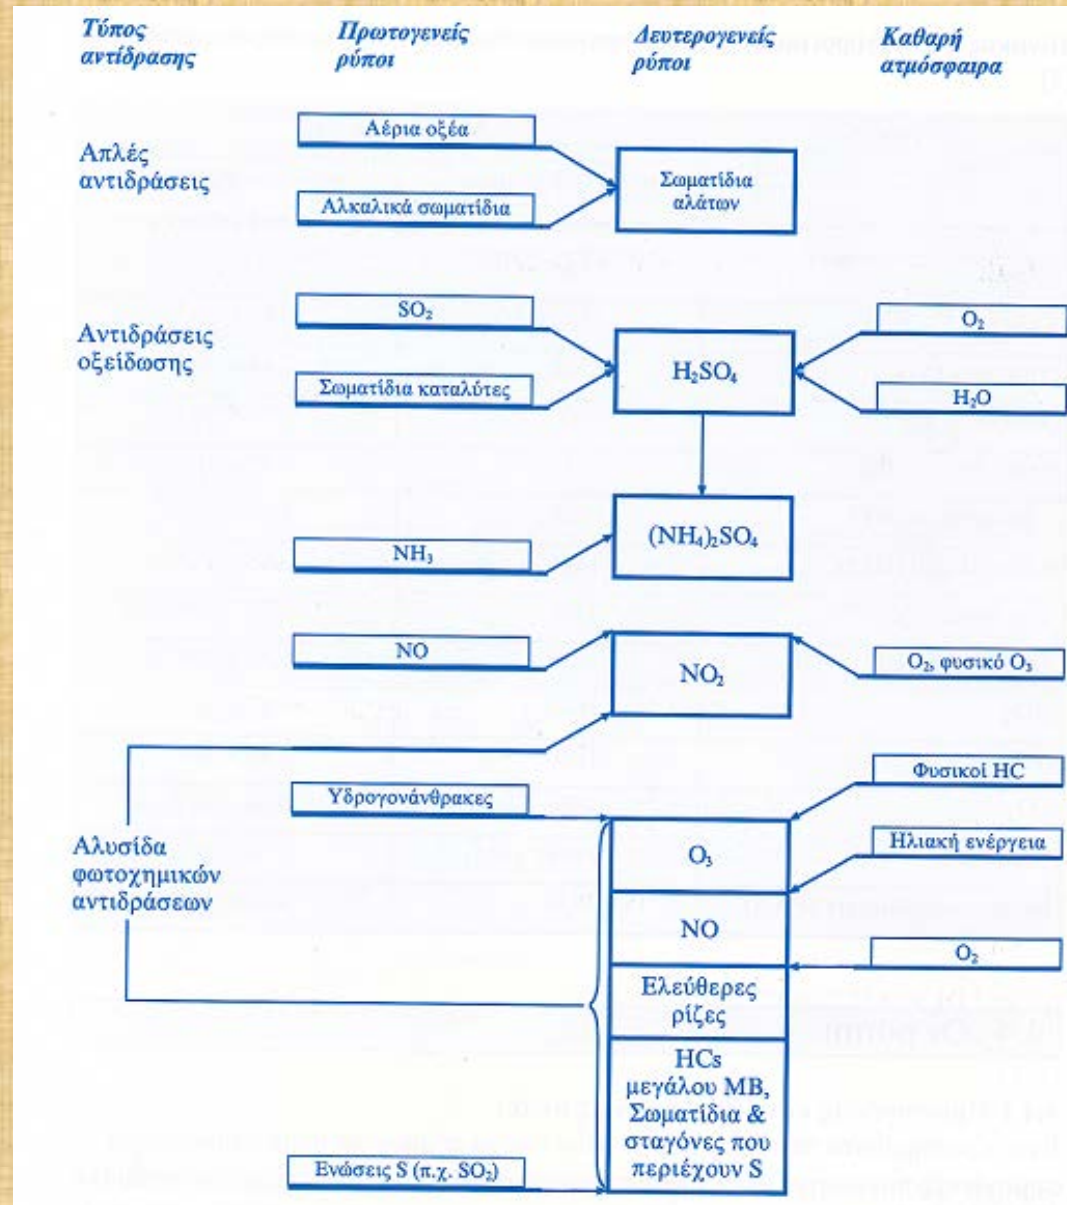 Τύπος
αντίδρασης
Πρωτογενείς
ρύποι
Δευτερογενείς
ρύποι
Καθαρή
ατμόσφαιρα
Απλές
αντιδράσεις
Αέρια οξέα
Αλκαλικά σωματίδια
Σωματίδια
αλάτων
Αντιδράσεις
οξείδωσης
SO₂
Σωματίδια καταλύτες
H₂SO₄
O₂
H₂O
NH₃
(NH₄)₂SO₄
NO
NO₂
O₂, φυσικό O₃
Αλυσίδα
φωτοχημικών
αντιδράσεων
Υδρογονάνθρακες
Φυσικοί HC
O₃
Ηλιακή ενέργεια
NO
O₂
Ελεύθερες
ρίζες
HCs
μεγάλου ΜΒ,
Σωματίδια &
σταγόνες που
περιέχουν S
Ενώσεις S (π.χ. SO₂)